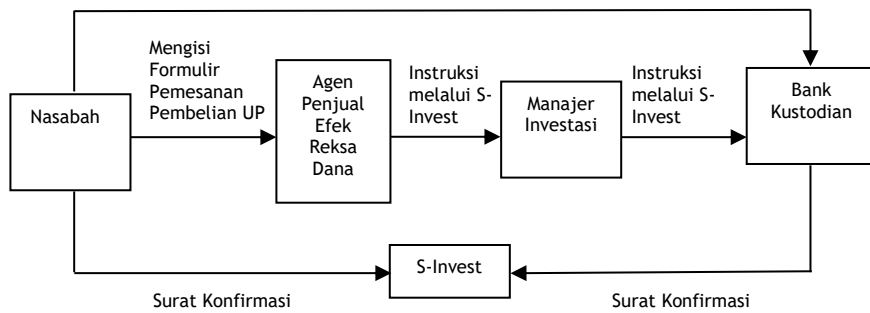 Nasabah
Mengisi
Formulir
Pemesanan
Pembelian UP
Agen
Penjual
Efek
Reksa
Dana
Instruksi
melalui S-
Invest
Manajer
Investasi
Instruksi
melalui S-
Invest
Bank
Kustodian
S-Invest
Surat Konfirmasi
Surat Konfirmasi